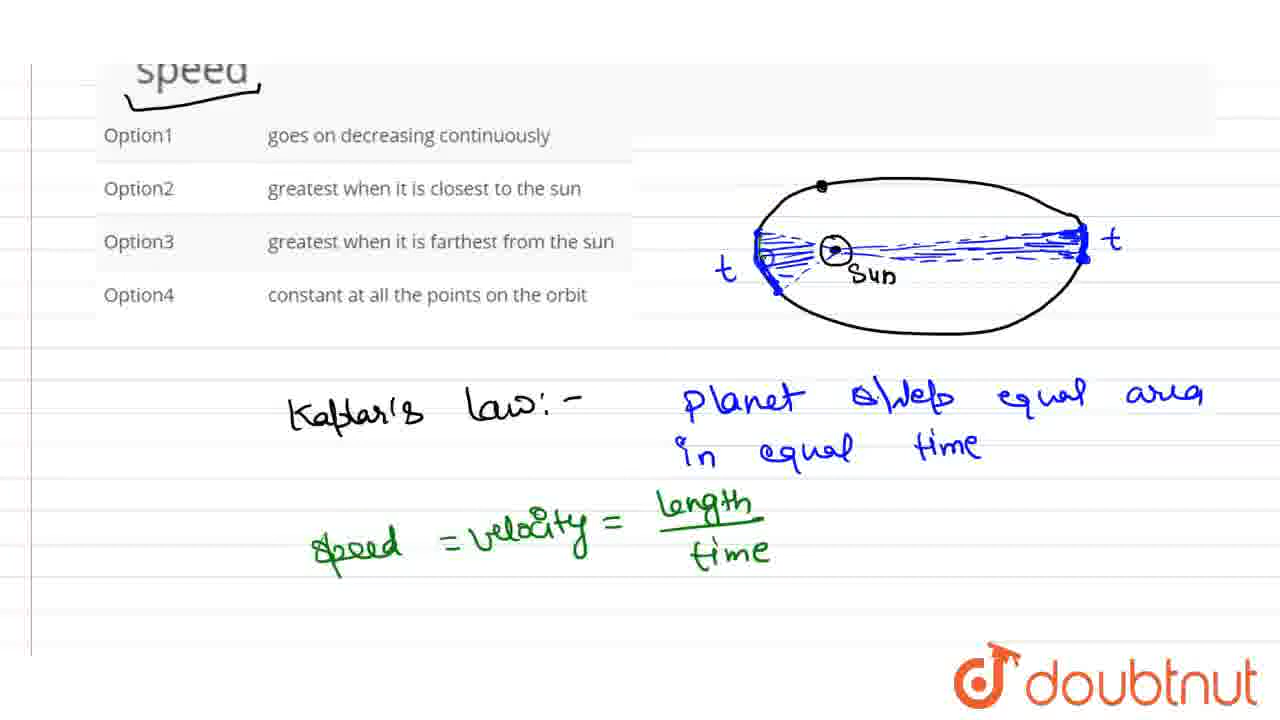 speed
Option1 goes on decreasing continuously
Option2 greatest when it is closest to the sun
Option3 greatest when it is farthest from the sun
Option4 constant at all the points on the orbit
t
Sun
t
Kaplar's law:-
Planet sweps equal area
in equal time
speed = velocity = length
time
doubtnut